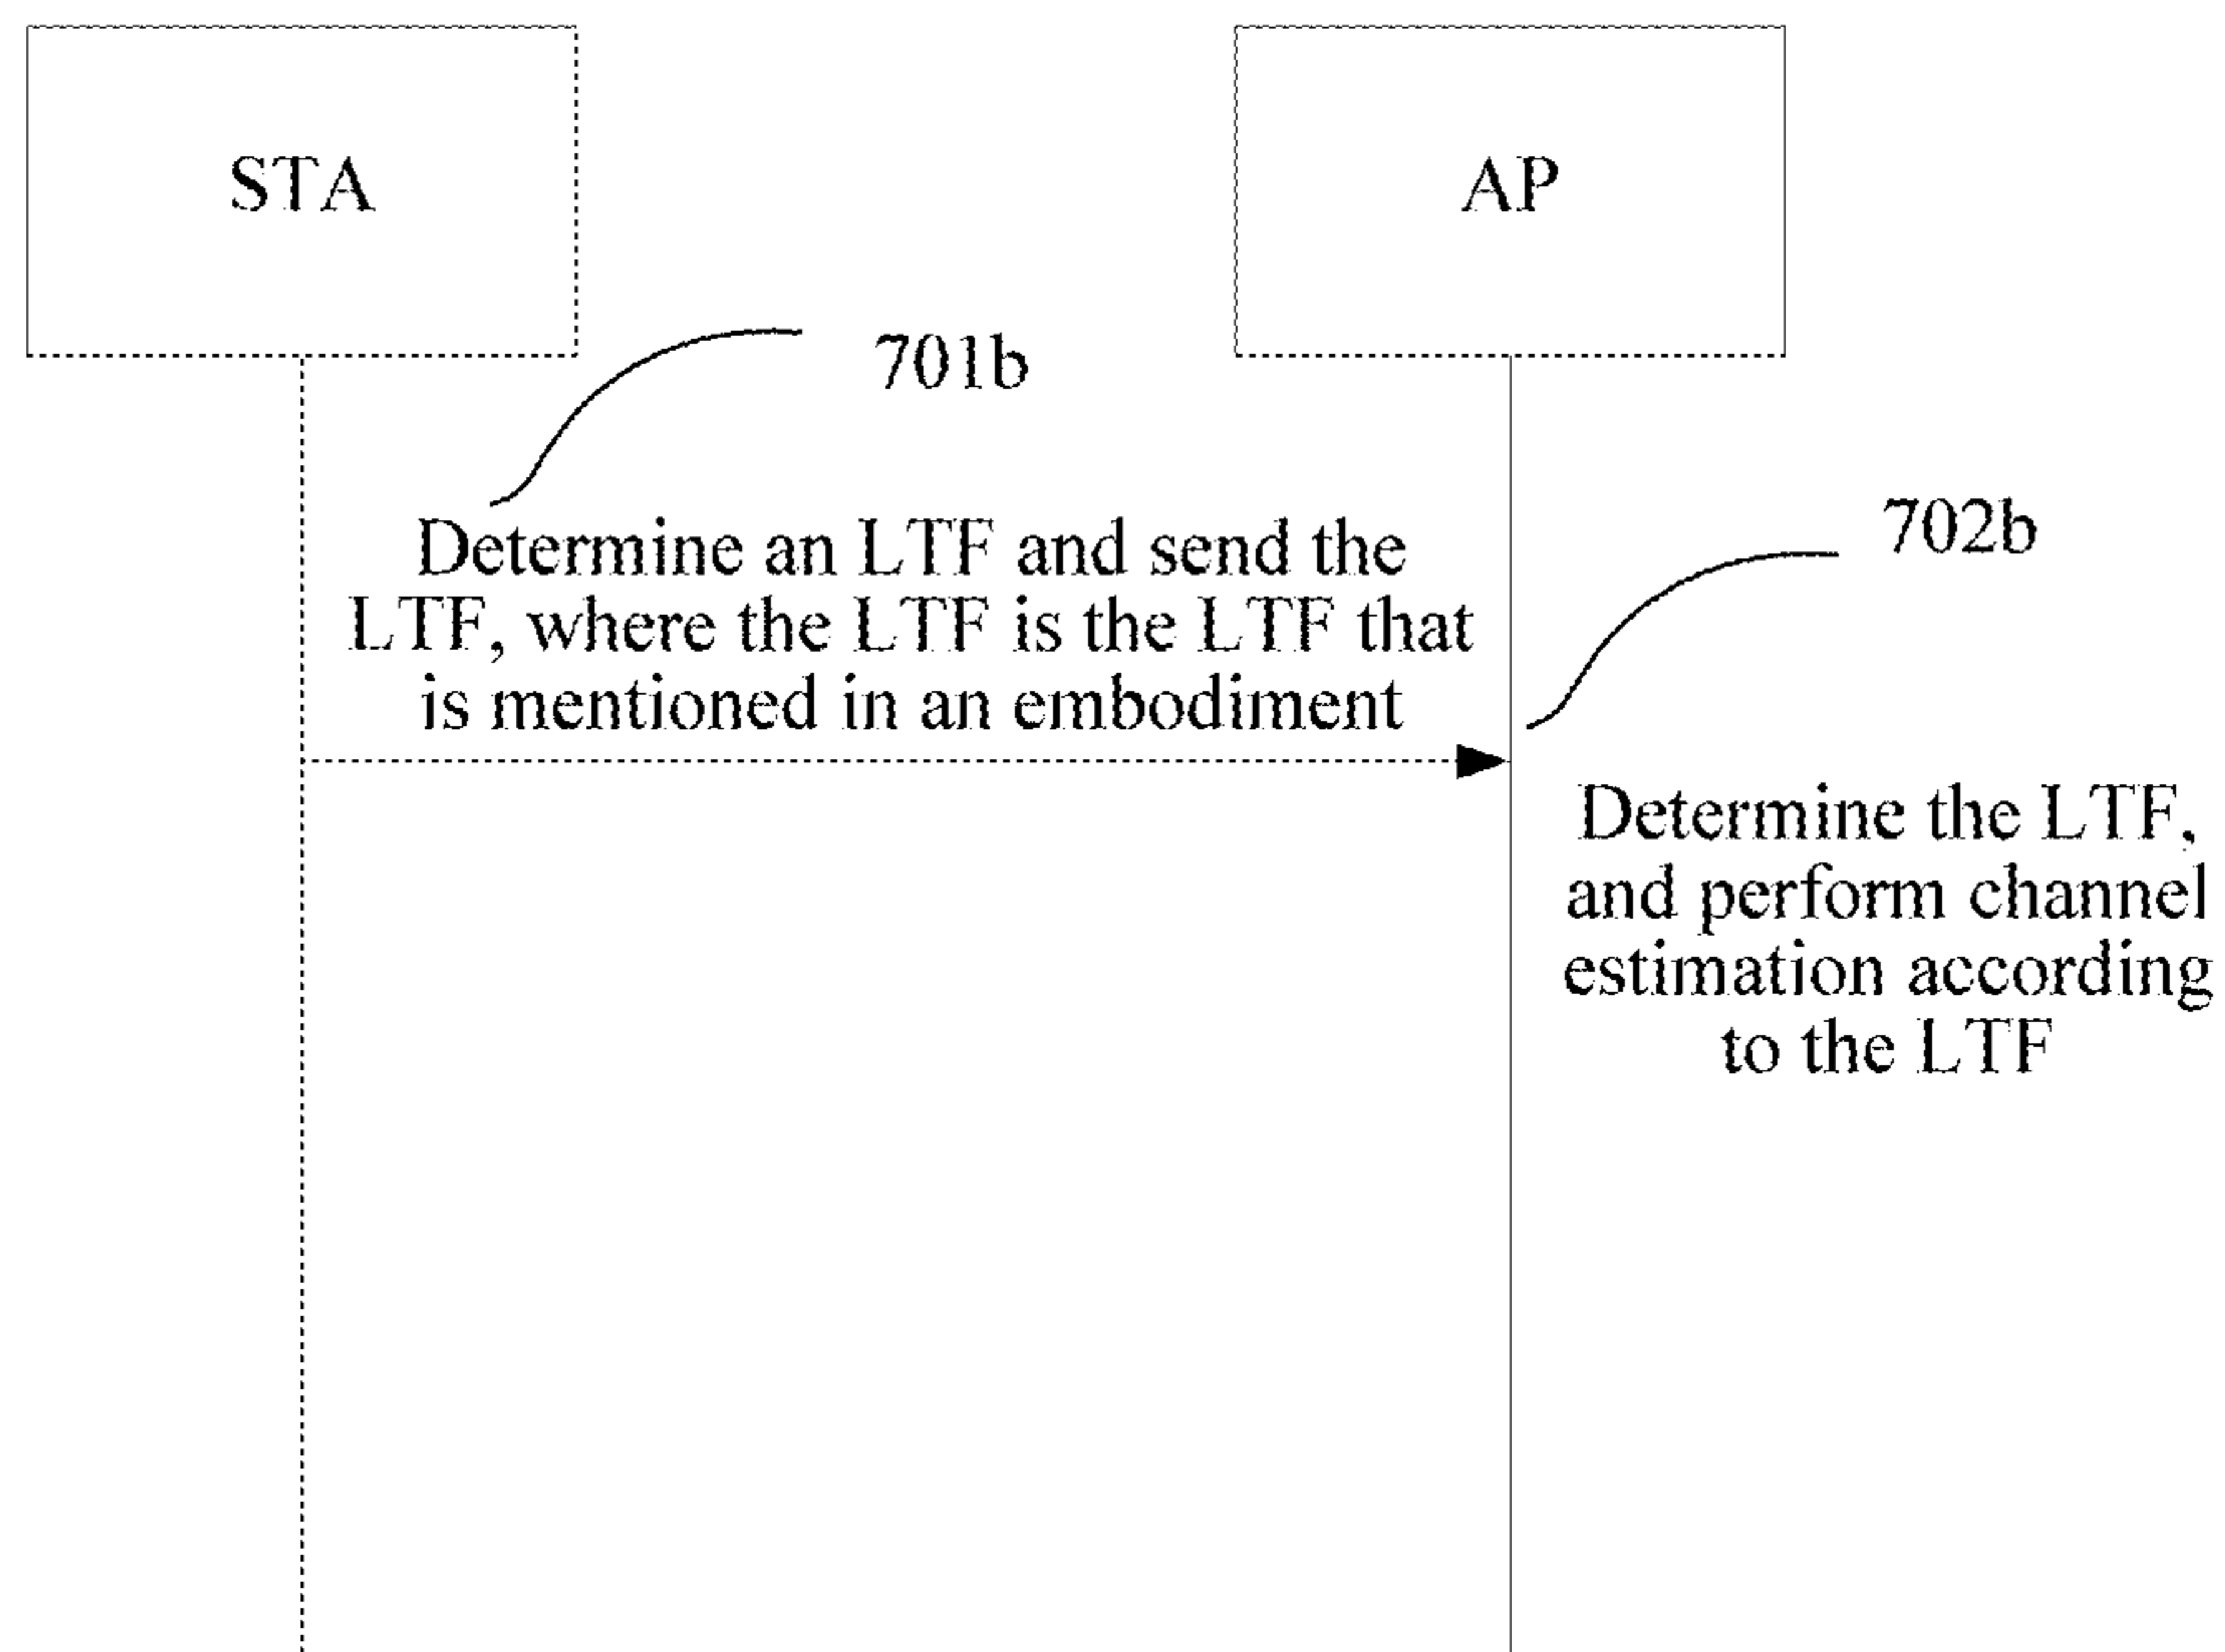 STA
AP
701b
Determine an LTF and send the
LTF, where the LTF is the LTF that
is mentioned in an embodiment
702b
Determine the LTF,
and perform channel
estimation according
to the LTF